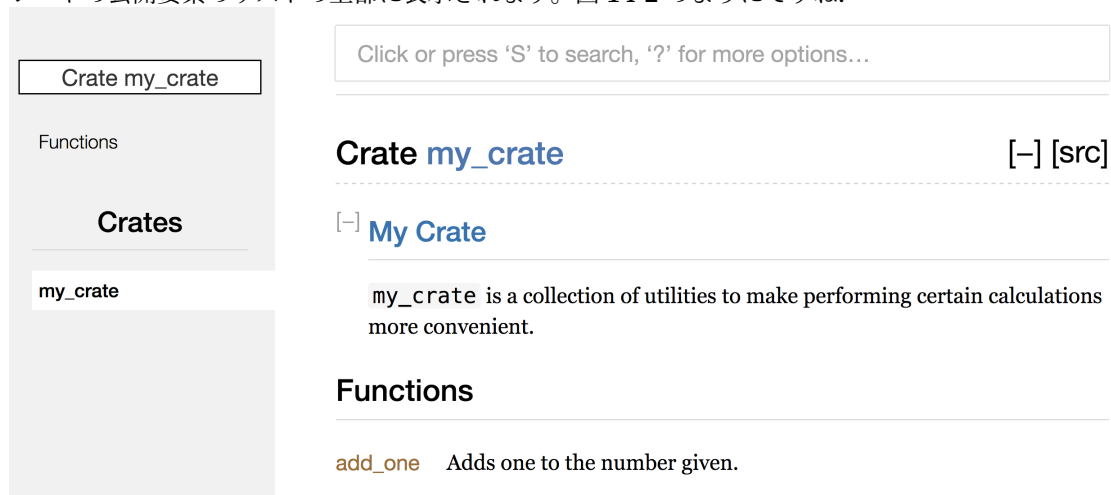 Click or press ‘S’ to search, ‘?’ for more options…
Crate my_crate
Functions
Crates
my_crate
Crate my_crate
[–] [src]
[–] My Crate
my_crate is a collection of utilities to make performing certain calculations
more convenient.
Functions
add_one Adds one to the number given.